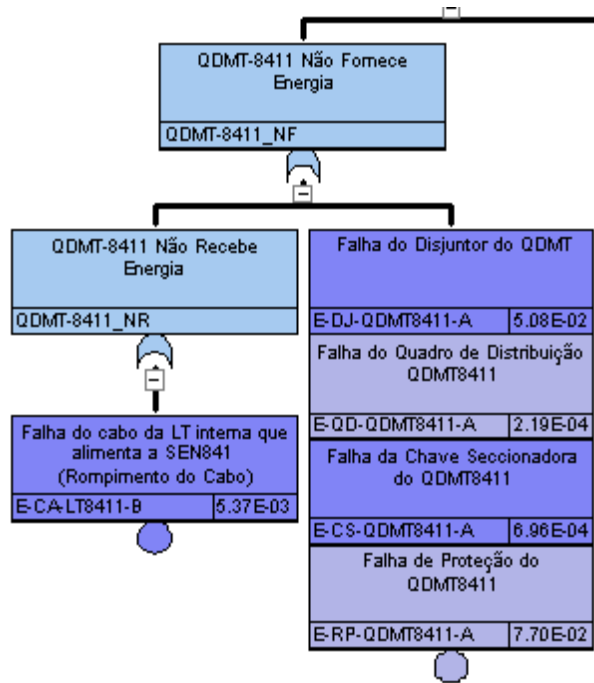 QDMT-8411 Não Fornece
Energia
QDMT-8411_NF
QDMT-8411 Não Recebe
Energia
QDMT-8411_NR
Falha do cabo da LT interna que
alimenta a SEN841
(Rompimento do Cabo)
E-CA-LT8411-B 5.37E-03
Falha do Disjuntor do QDMT
E-DJ-QDMT8411-A 5.08E-02
Falha do Quadro de Distribuição
QDMT8411
E-QD-QDMT8411-A 2.19E-04
Falha da Chave Seccionadora
do QDMT8411
E-CS-QDMT8411-A 6.96E-04
Falha de Proteção do
QDMT8411
E-RP-QDMT8411-A 7.70E-02